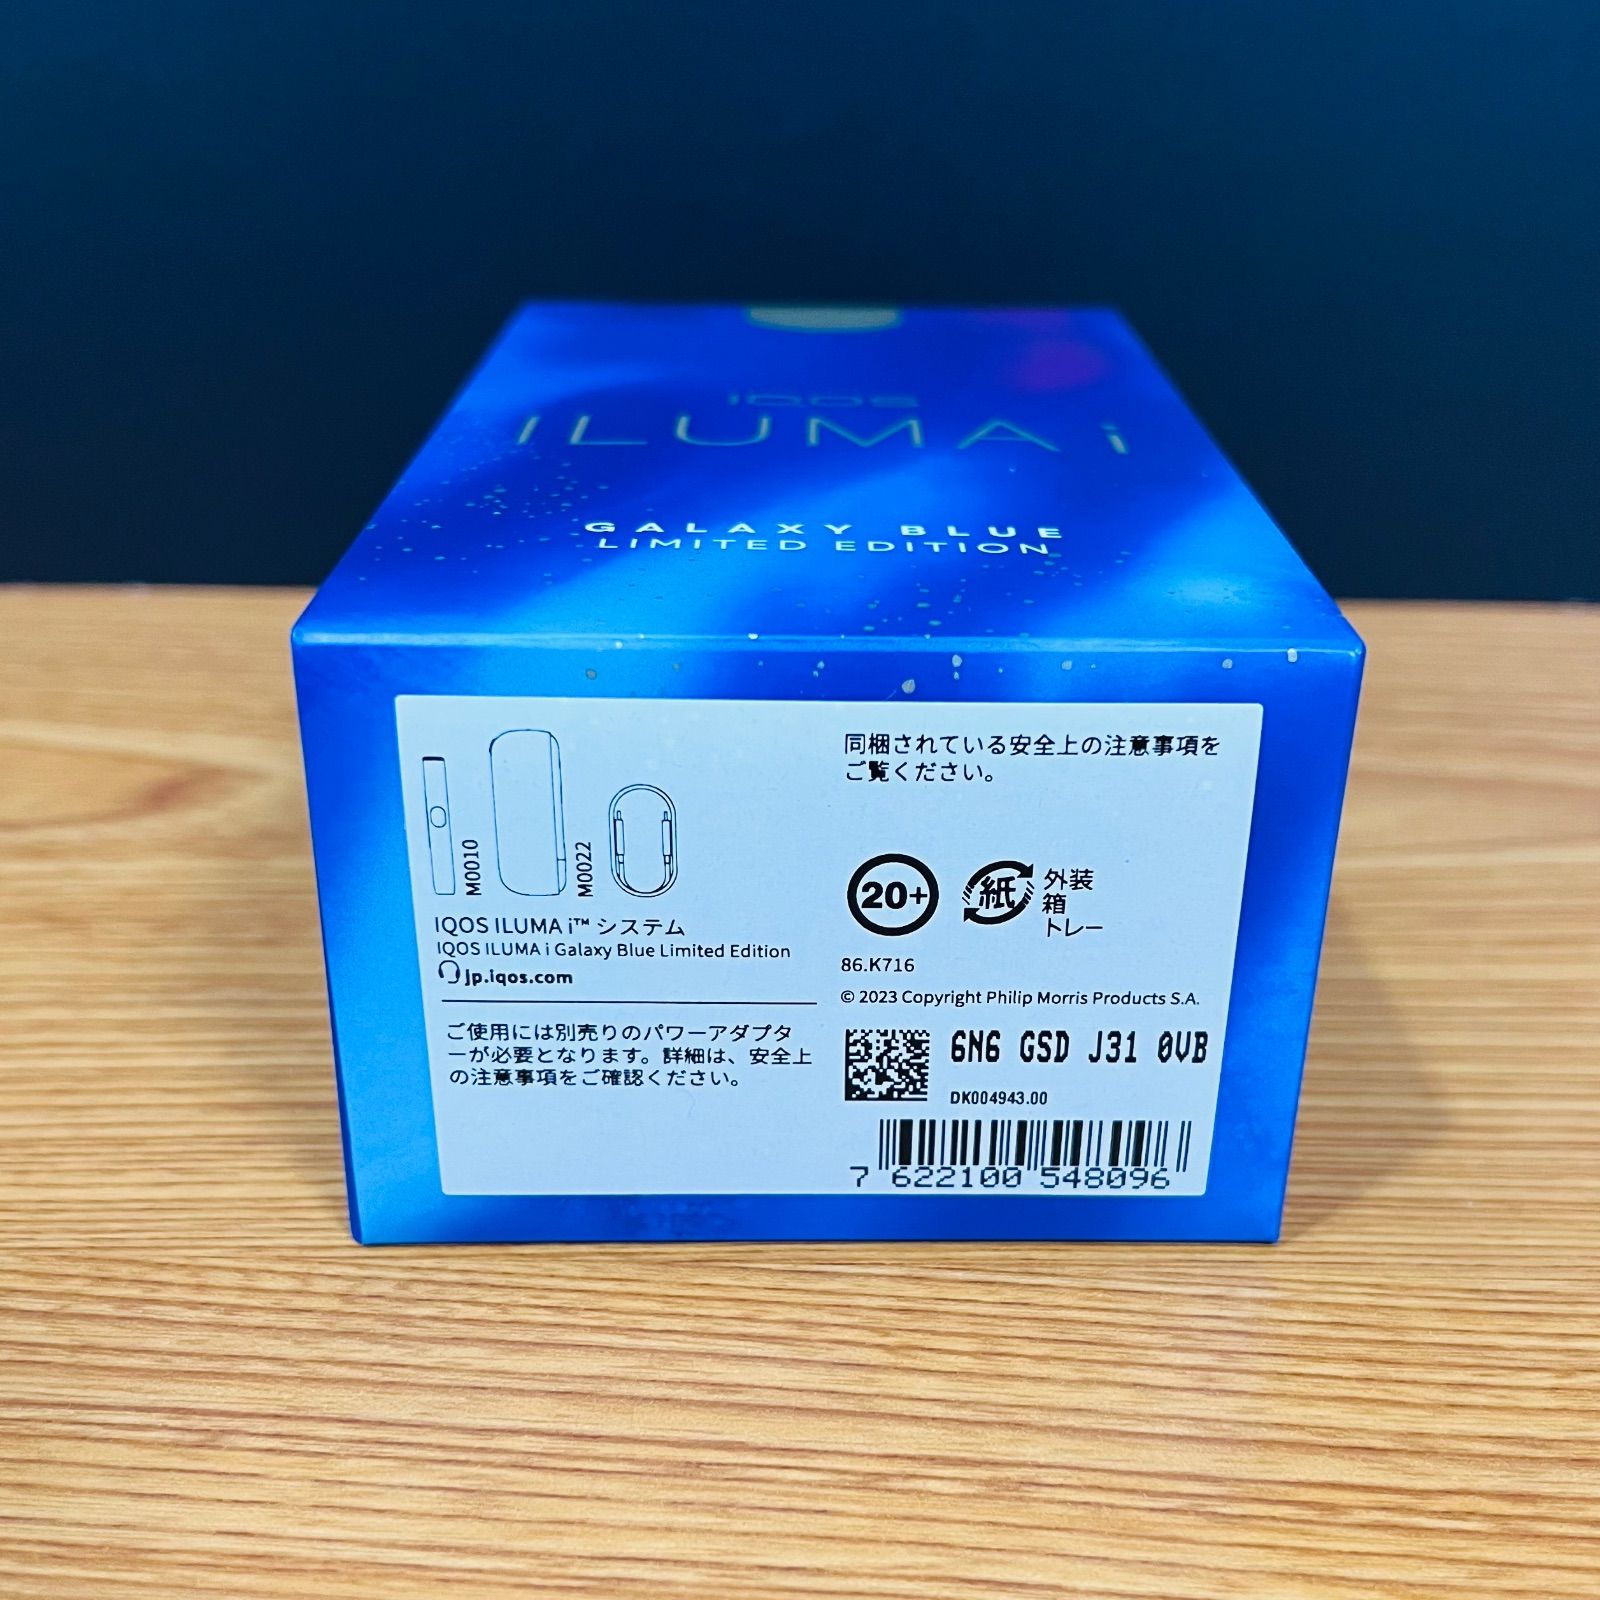 IQOS
ILUMA i
GALAXY BLUE
LIMITED EDITION
M0010
M0022
IQOS ILUMA i™ システム
IQOS ILUMA i Galaxy Blue Limited Edition
jp.iqos.com
ご使用には別売りのパワーアダプタ
ーが必要となります。詳細は、安全上
の注意事項をご確認ください。
同梱されている安全上の注意事項を
ご覧ください。
20+
紙
外装
箱
トレー
86.K716
© 2023 Copyright Philip Morris Products S.A.
6N6 GSD J31 0VB
DK004943.00
7 622100 548096